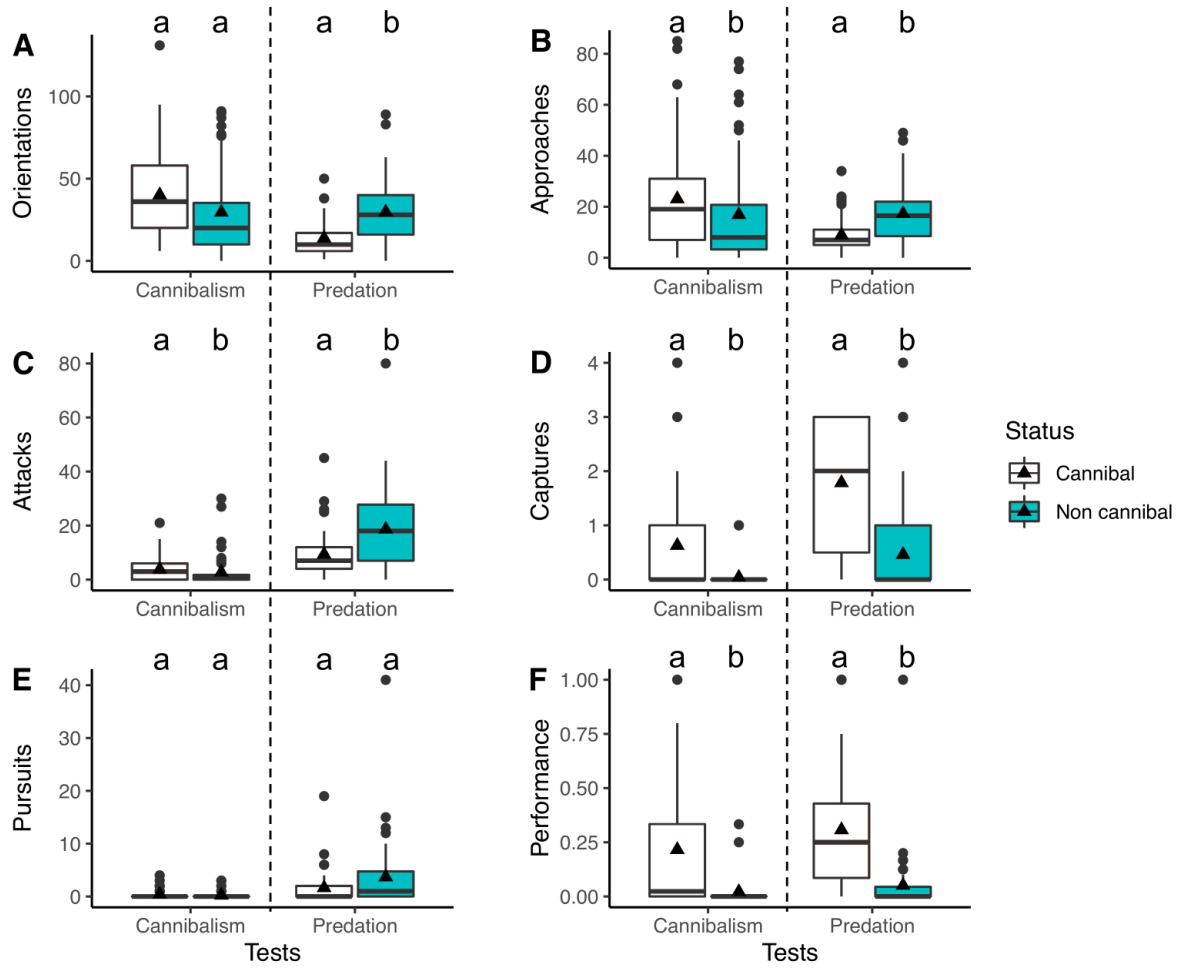 a a a b
A
Orientations
100
50
0
Cannibalism Predation
a b a b
B
Approaches
80
60
40
20
0
Cannibalism Predation
a b a b
C
Attacks
80
60
40
20
0
Cannibalism Predation
a b a b
D
Captures
4
3
2
1
0
Cannibalism Predation
Status
Cannibal
Non cannibal
a a a a
E
Pursuits
40
30
20
10
0
Cannibalism Predation
Tests
a b a b
F
Performance
1.00
0.75
0.50
0.25
0.00
Cannibalism Predation
Tests